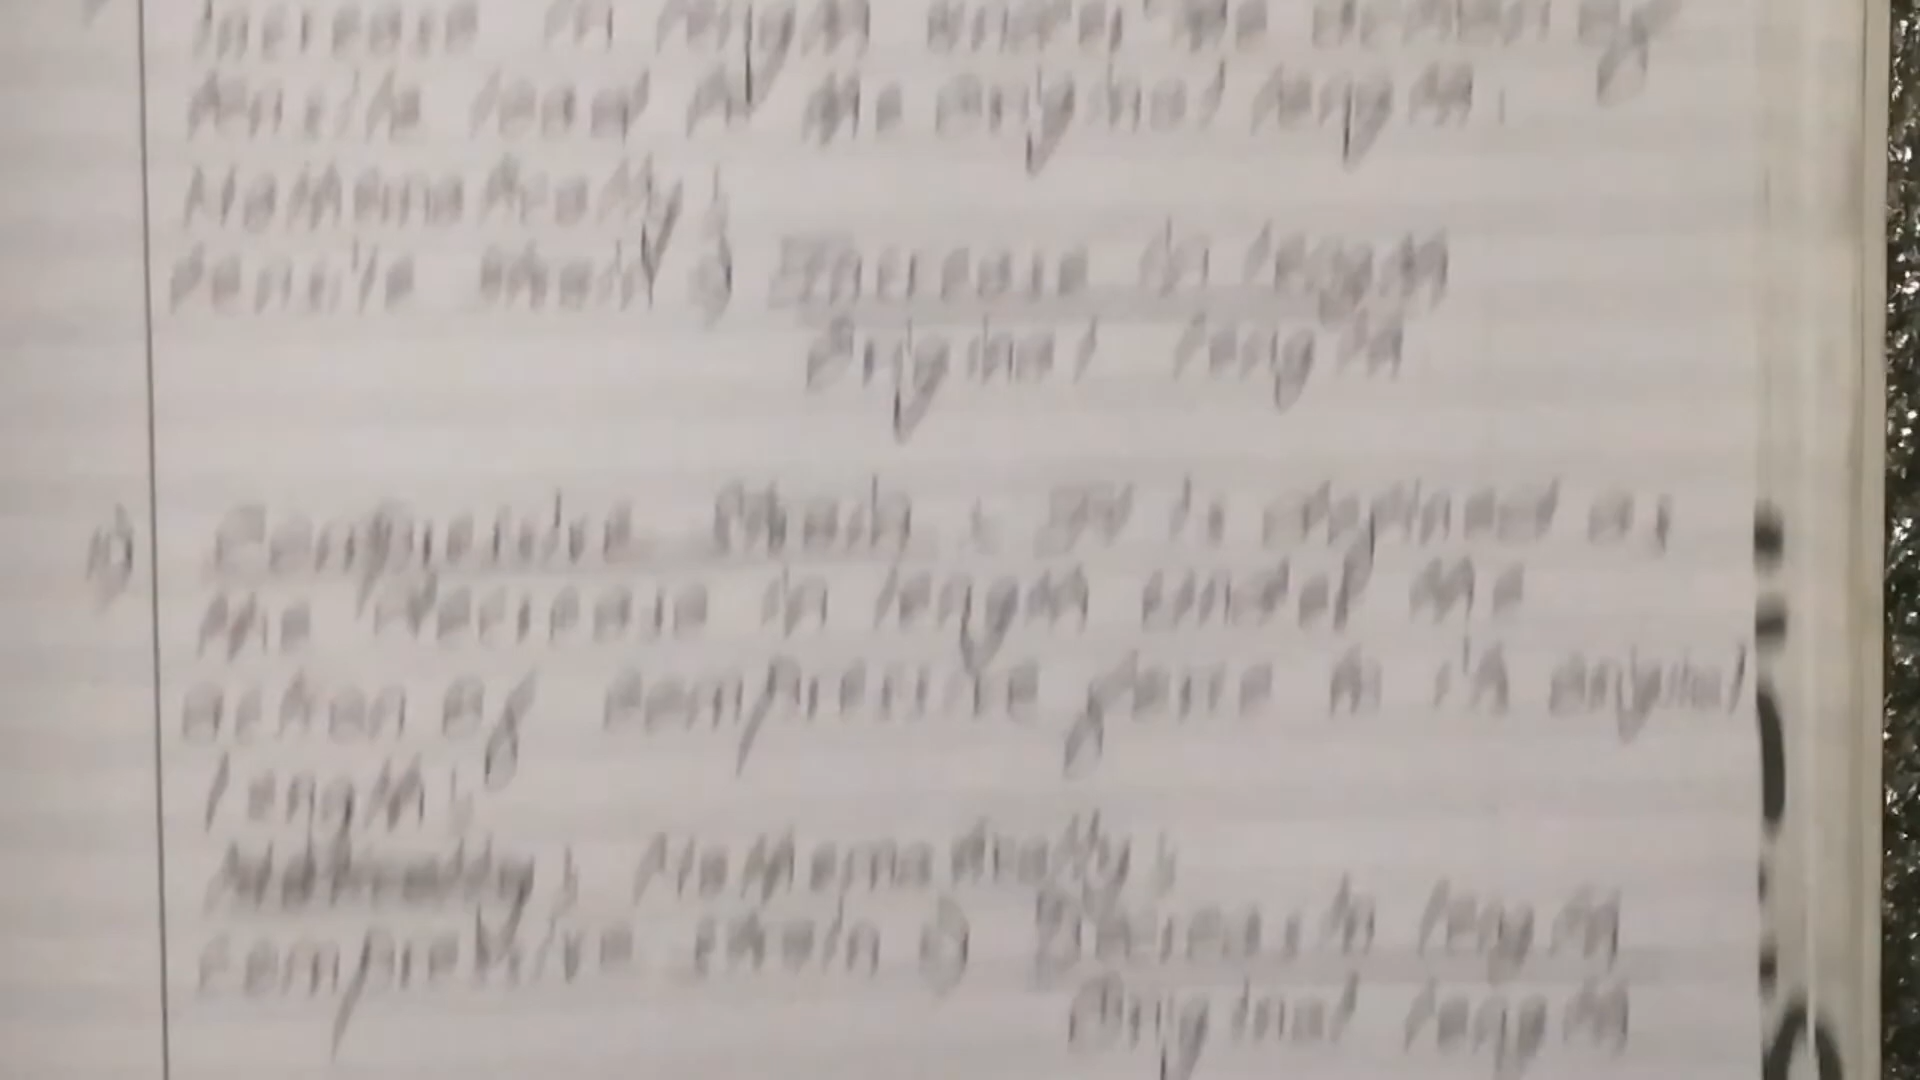 Increase in length under the action of
tensile load to the original length.
Mathematically ;
tensile strain ⇒ Increase in length
Original length
b) Compressive Strain : It is defined as
the decrease in length under the
action of compressive force to its original
length ;
Mathematically ;
compressive strain ⇒ Decrease in length
Original length